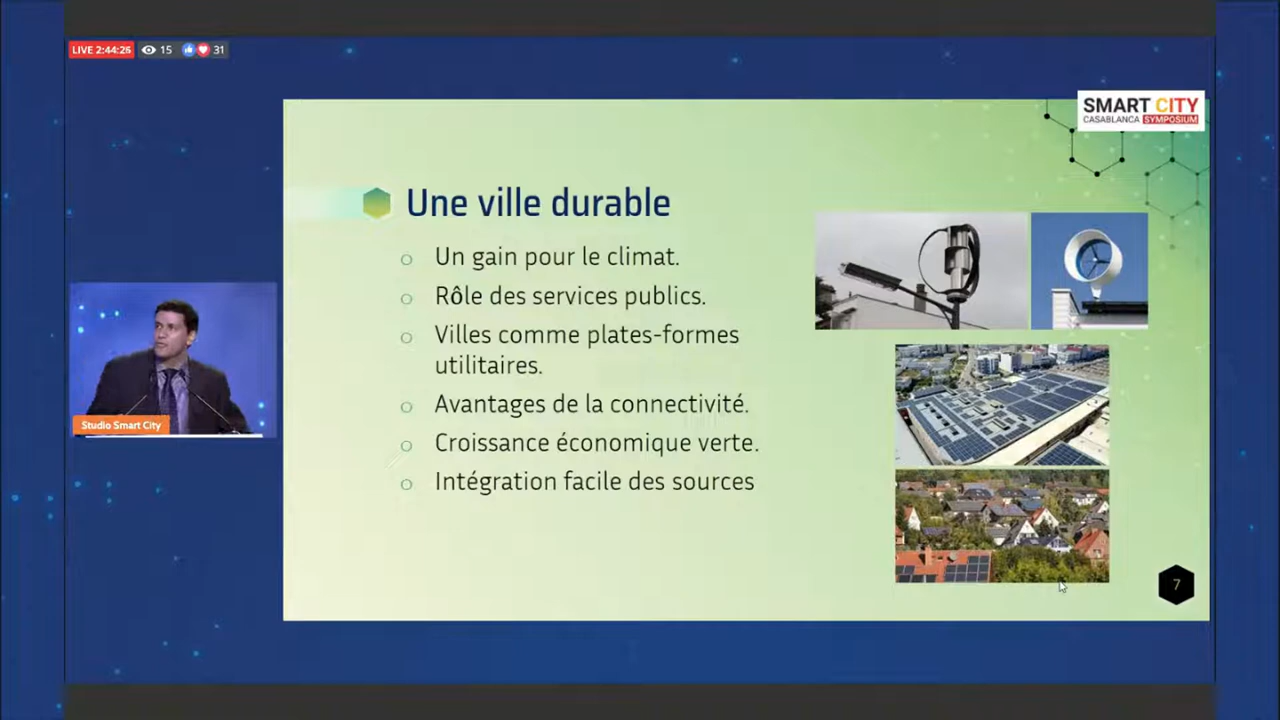 LIVE 2:44:25
15
31
SMART CITY
CASABLANCA SYMPOSIUM
Une ville durable
Un gain pour le climat.
Rôle des services publics.
Villes comme plates-formes
utilitaires.
Avantages de la connectivité.
Croissance économique verte.
Intégration facile des sources
Studio Smart City
7